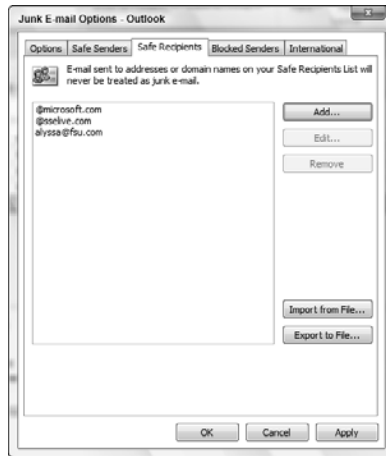 Junk E-mail Options - Outlook
Options Safe Senders Safe Recipients Blocked Senders International
E-mail sent to addresses or domain names on your Safe Recipients List will
never be treated as junk e-mail.
@microsoft.com
@sselive.com
alyssa@fsu.com
Add...
Edit...
Remove
Import from File...
Export to File...
OK Cancel Apply